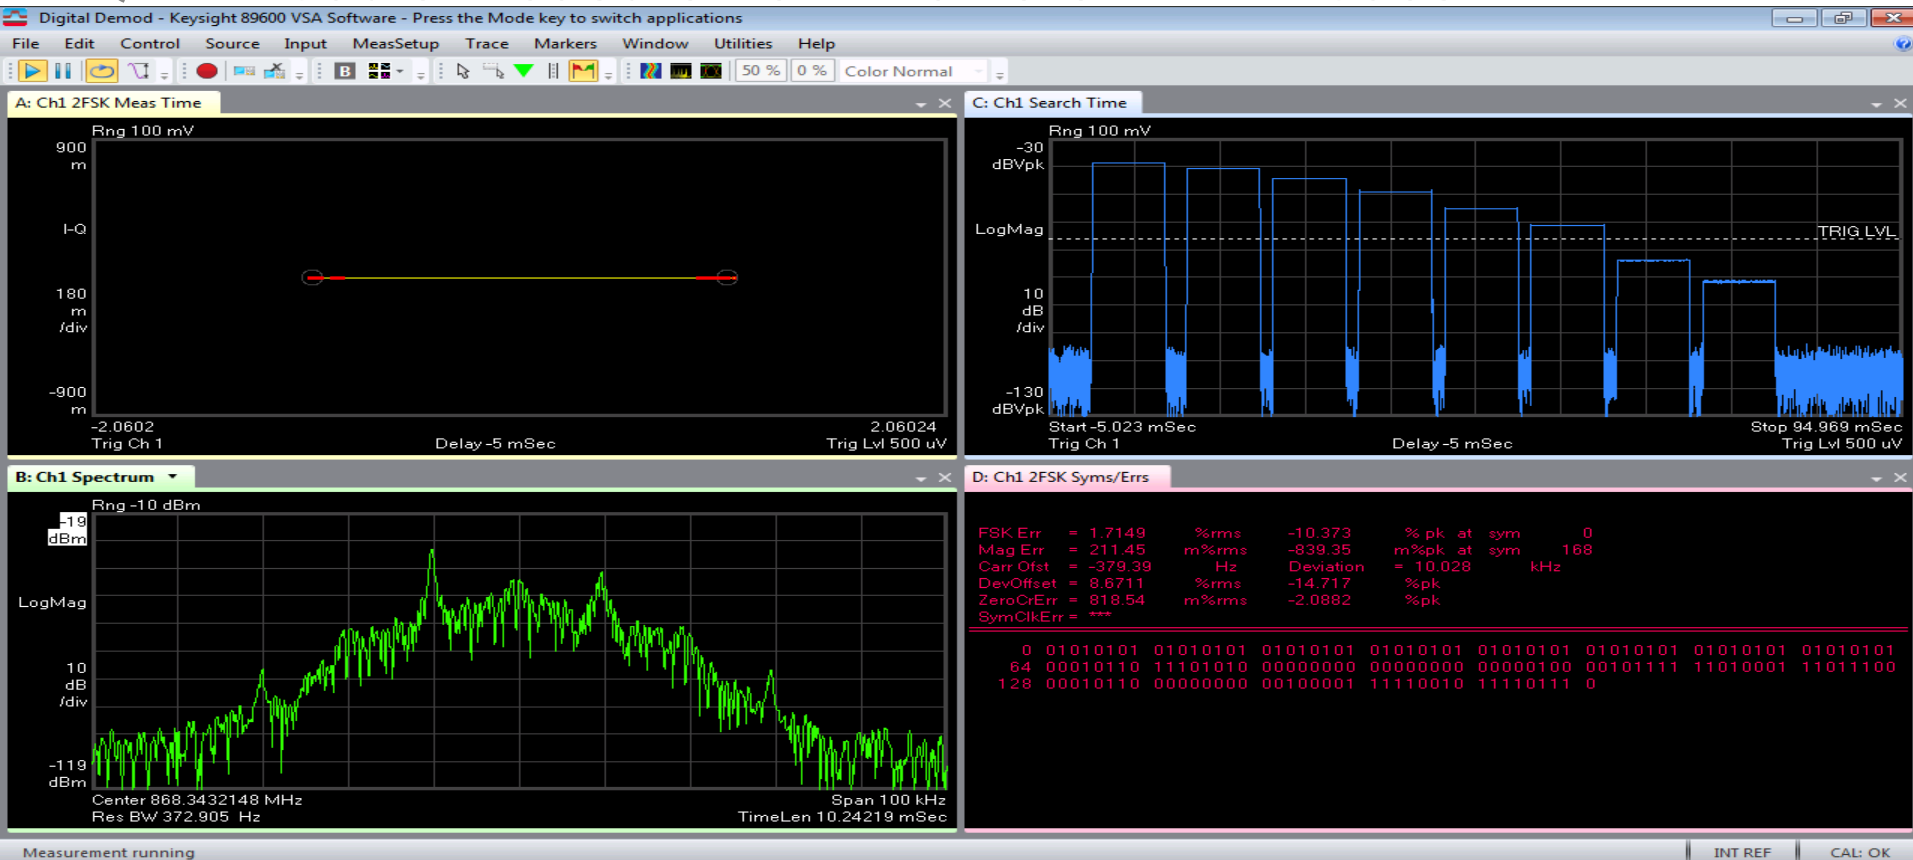 Digital Demod - Keysight 89600 VSA Software - Press the Mode key to switch applications
File Edit Control Source Input MeasSetup Trace Markers Window Utilities Help
B 50 % 0 % Color Normal
A: Ch1 2FSK Meas Time
Rng 100 mV
900
m
I-Q
180
m
/div
-900
m
-2.0602 2.06024
Trig Ch 1 Delay -5 mSec Trig Lvl 500 uV
C: Ch1 Search Time
Rng 100 mV
-30
dBVpk
LogMag
TRIG LVL
10
dB
/div
-130
dBVpk
Start -5.023 mSec Stop 94.969 mSec
Trig Ch 1 Delay -5 mSec Trig Lvl 500 uV
B: Ch1 Spectrum
Rng -10 dBm
-19
dBm
LogMag
10
dB
/div
-119
dBm
Center 868.3432148 MHz Span 100 kHz
Res BW 372.905 Hz TimeLen 10.24219 mSec
D: Ch1 2FSK Syms/Errs
FSK Err = 1.7149 %rms -10.373 % pk at sym 0
Mag Err = 211.45 m%rms -839.35 m%pk at sym 168
Carr Ofst = -379.39 Hz Deviation = 10.028 kHz
DevOffset = 8.6711 %rms -14.717 %pk
ZeroCrErr = 818.54 m%rms -2.0882 %pk
SymClkErr = ***
0 01010101 01010101 01010101 01010101 01010101 01010101 01010101 01010101
64 00010110 11101010 00000000 00000000 00000100 00101111 11010001 11011100
128 00010110 00000000 00100001 11110010 11110111 0
Measurement running INT REF CAL: OK